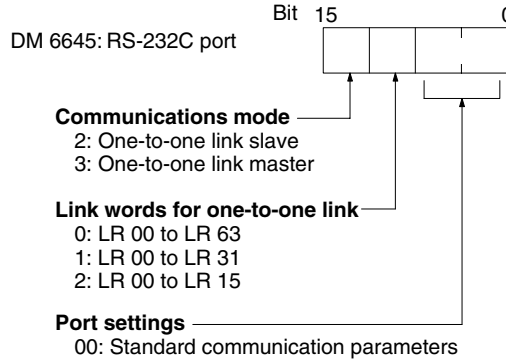 Bit 15 0
DM 6645: RS-232C port
Communications mode
2: One-to-one link slave
3: One-to-one link master
Link words for one-to-one link
0: LR 00 to LR 63
1: LR 00 to LR 31
2: LR 00 to LR 15
Port settings
00: Standard communication parameters